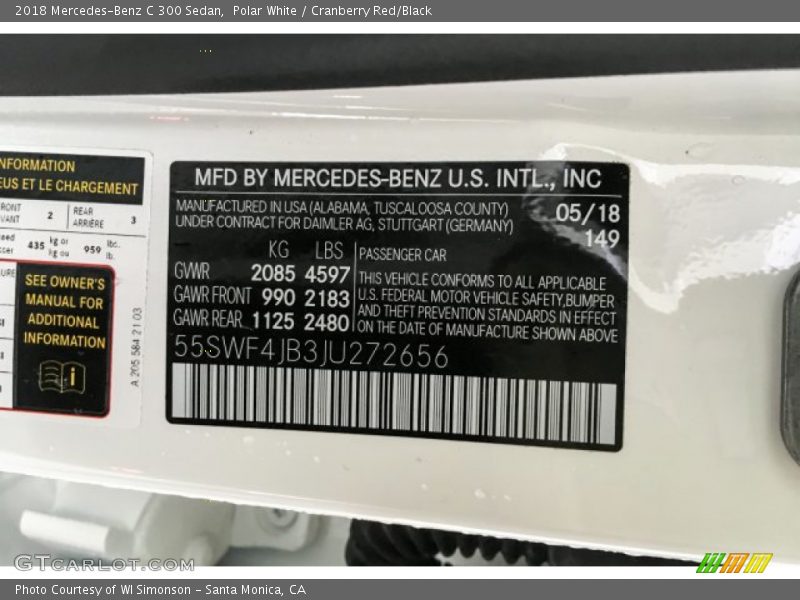 2018 Mercedes-Benz C 300 Sedan,  Polar White / Cranberry Red/Black
NFORMATION
EUS ET LE CHARGEMENT
RONT
VANT
2
REAR
ARRIÈRE
3
435
kg or
kg ou
959
lbs.
lb.
SEE OWNER'S
MANUAL FOR
ADDITIONAL
INFORMATION
A 205 584 21 03
MFD BY MERCEDES-BENZ U.S. INTL., INC
MANUFACTURED IN USA (ALABAMA, TUSCALOOSA COUNTY)
UNDER CONTRACT FOR DAIMLER AG, STUTTGART (GERMANY)
05/18
149
KG LBS
GVWR 2085 4597
GAWR FRONT 990 2183
GAWR REAR 1125 2480
PASSENGER CAR
THIS VEHICLE CONFORMS TO ALL APPLICABLE
U.S. FEDERAL MOTOR VEHICLE SAFETY,BUMPER
AND THEFT PREVENTION STANDARDS IN EFFECT
ON THE DATE OF MANUFACTURE SHOWN ABOVE
55SWF4JB3JU272656
GTCARLOT.COM
Photo Courtesy of WI Simonson - Santa Monica, CA